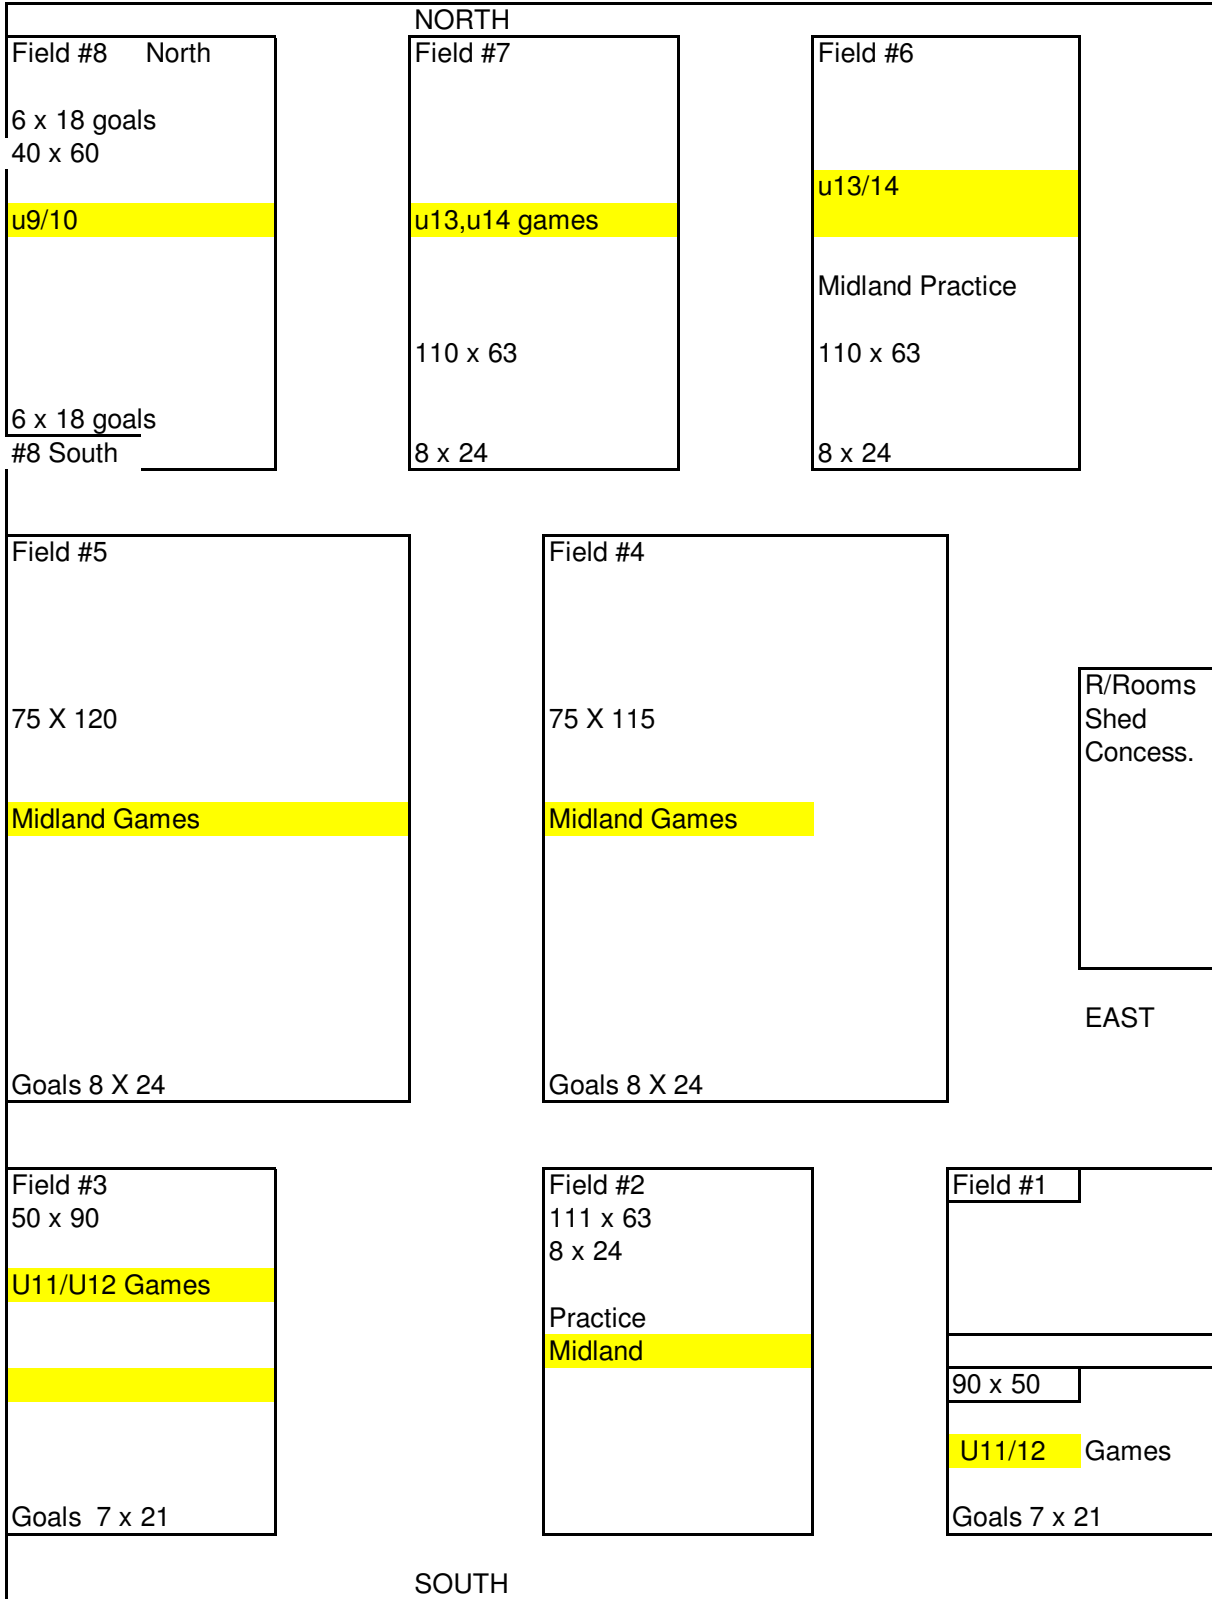 NORTH
Field #8 North
6 x 18 goals
40 x 60
u9/10
6 x 18 goals
#8 South
Field #7
u13,u14 games
110 x 63
8 x 24
Field #6
u13/14
Midland Practice
110 x 63
8 x 24
Field #5
75 X 120
Midland Games
Goals 8 X 24
Field #4
75 X 115
Midland Games
Goals 8 X 24
R/Rooms
Shed
Concess.
EAST
Field #3
50 x 90
U11/U12 Games
Goals 7 x 21
Field #2
111 x 63
8 x 24
Practice
Midland
Field #1
90 x 50
U11/12 Games
Goals 7 x 21
SOUTH